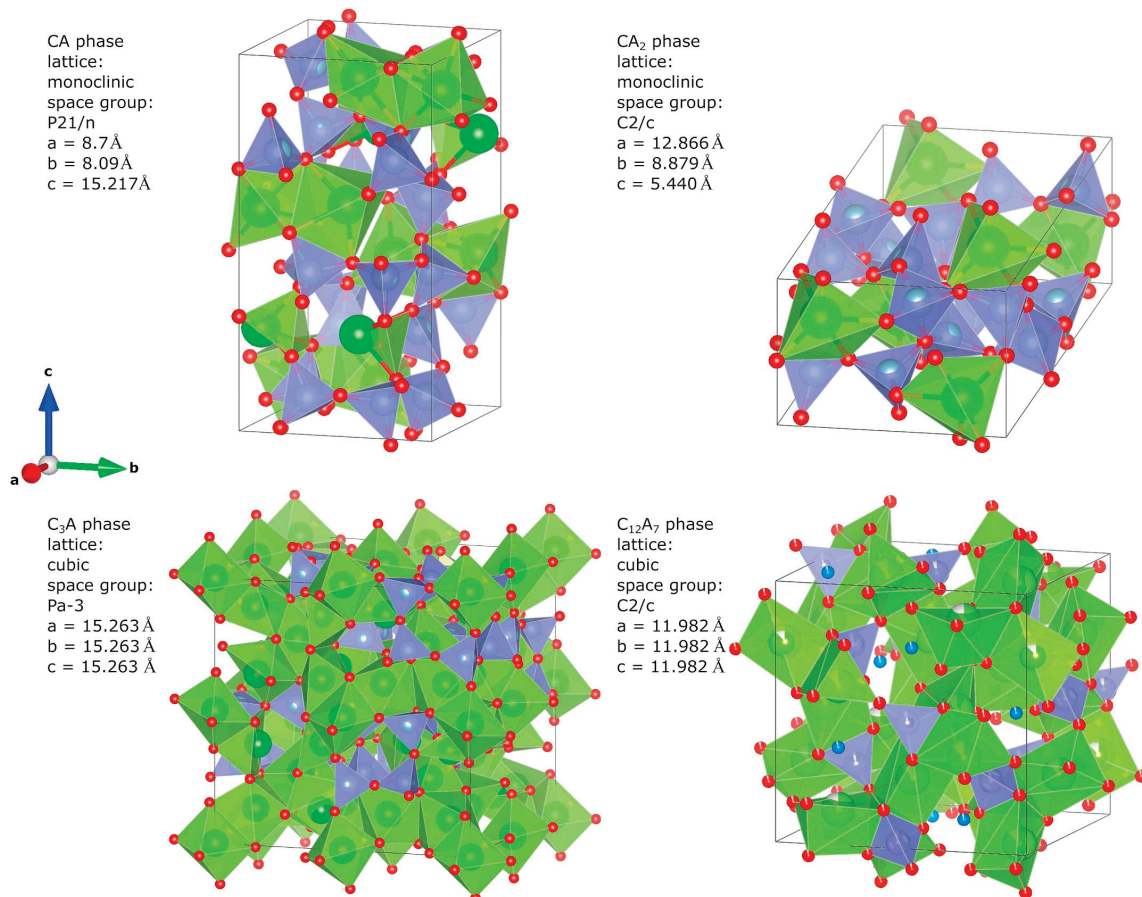 CA phase
lattice:
monoclinic
space group:
P21/n
a = 8.7Å
b = 8.09Å
c = 15.217Å
CA₂ phase
lattice:
monoclinic
space group:
C2/c
a = 12.866Å
b = 8.879Å
c = 5.440Å
c
a
b
C₃A phase
lattice:
cubic
space group:
Pa-3
a = 15.263Å
b = 15.263Å
c = 15.263Å
C₁₂A₇ phase
lattice:
cubic
space group:
C2/c
a = 11.982Å
b = 11.982Å
c = 11.982Å